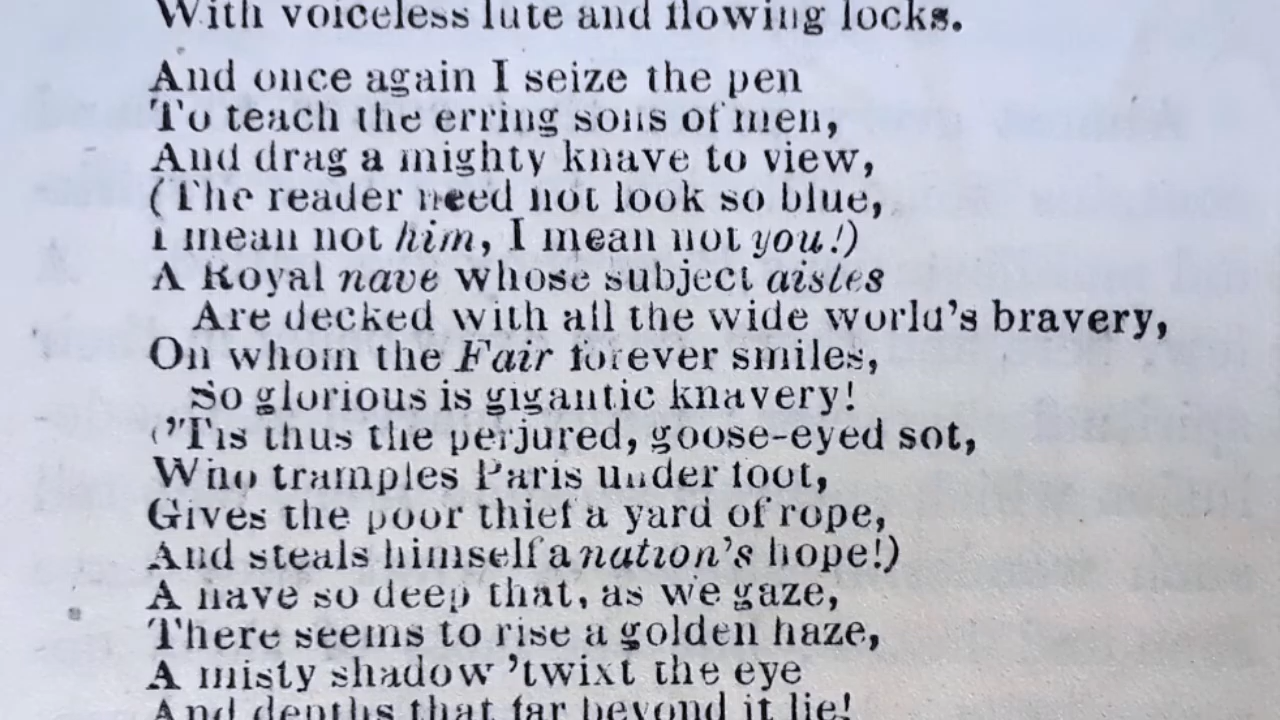 With voiceless lute and flowing locks.
And once again I seize the pen
To teach the erring sons of men,
And drag a mighty knave to view,
(The reader need not look so blue,
I mean not him, I mean not you!)
A Royal nave whose subject aisles
Are decked with all the wide world's bravery,
On whom the Fair forever smiles,
So glorious is gigantic knavery!
('Tis thus the perjured, goose-eyed sot,
Who tramples Paris under foot,
Gives the poor thief a yard of rope,
And steals himself a nation's hope!)
A nave so deep that, as we gaze,
There seems to rise a golden haze,
A misty shadow 'twixt the eye
And depths that far beyond it lie!